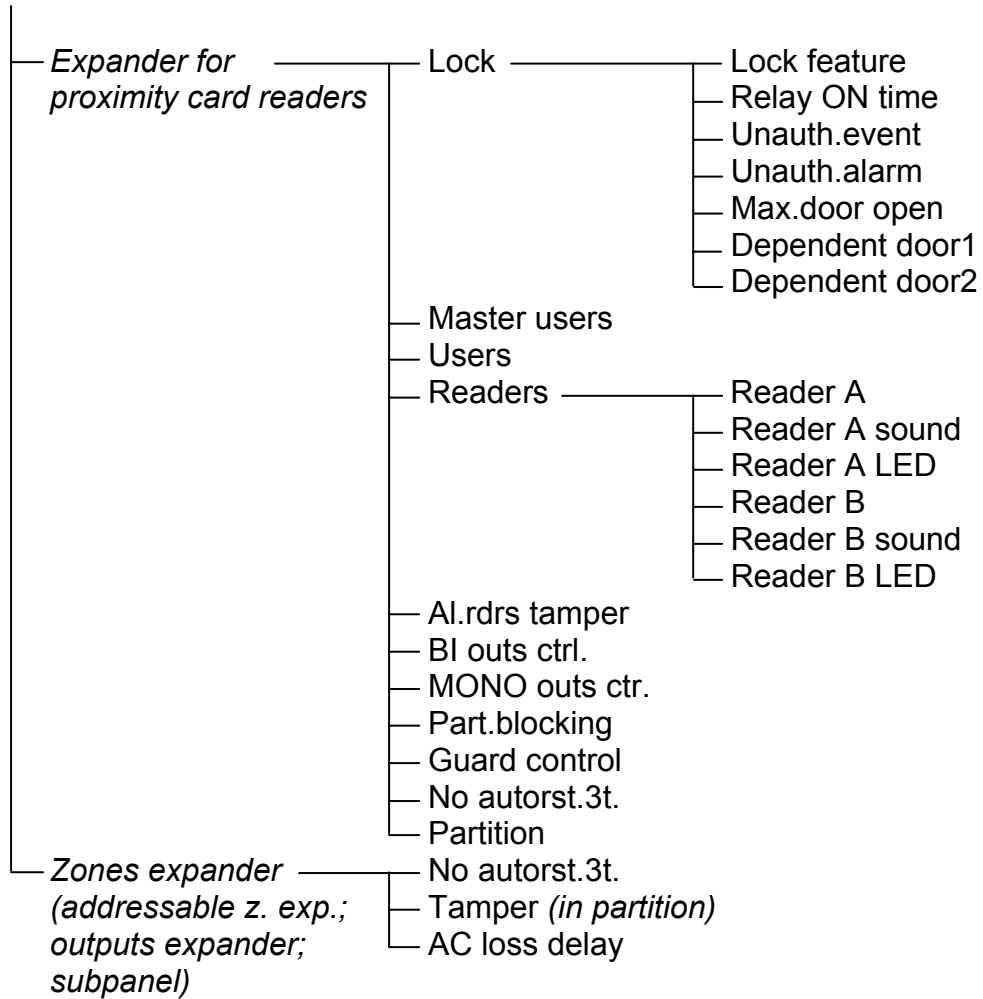 Expander for
proximity card readers
Lock
Lock feature
Relay ON time
Unauth.event
Unauth.alarm
Max.door open
Dependent door1
Dependent door2
Master users
Users
Readers
Reader A
Reader A sound
Reader A LED
Reader B
Reader B sound
Reader B LED
Al.rdrs tamper
BI outs ctrl.
MONO outs ctr.
Part.blocking
Guard control
No autorst.3t.
Partition
Zones expander
(addressable z. exp.;
outputs expander;
subpanel)
No autorst.3t.
Tamper (in partition)
AC loss delay